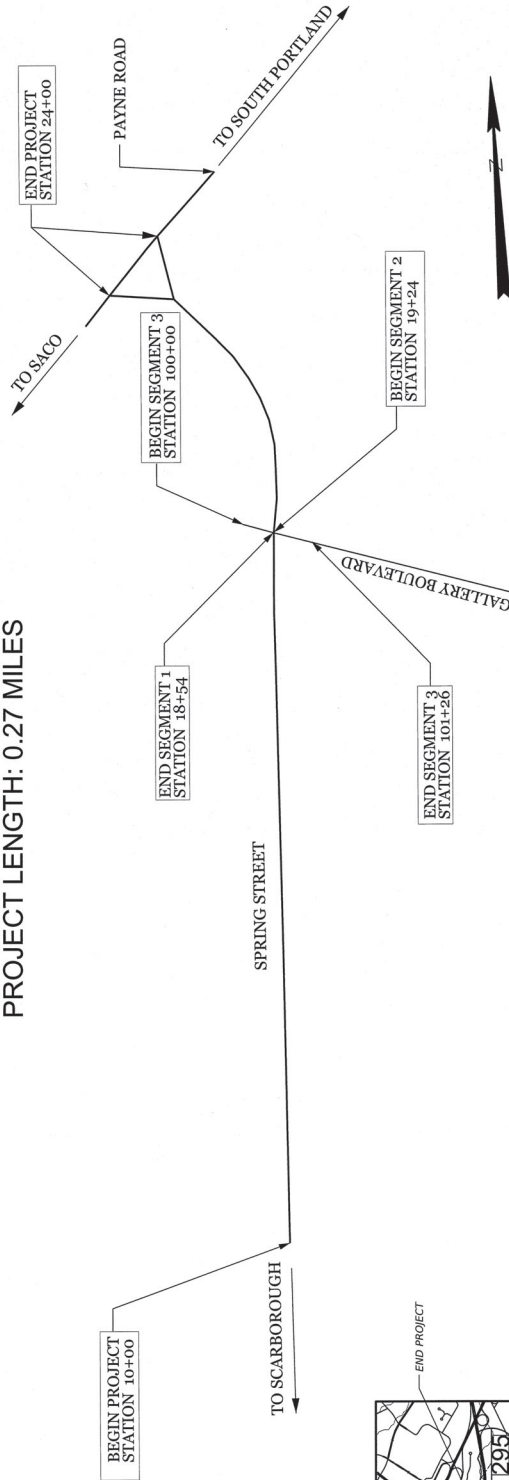 PROJECT LENGTH: 0.27 MILES
BEGIN PROJECT
STATION 10+00
TO SCARBOROUGH
SPRING STREET
END SEGMENT 1
STATION 18+54
BEGIN SEGMENT 3
STATION 100+00
END SEGMENT 3
STATION 101+26
GALLERY BOULEVARD
BEGIN SEGMENT 2
STATION 19+24
TO SACO
END PROJECT
STATION 24+00
PAYNE ROAD
TO SOUTH PORTLAND
Z
END PROJECT
295